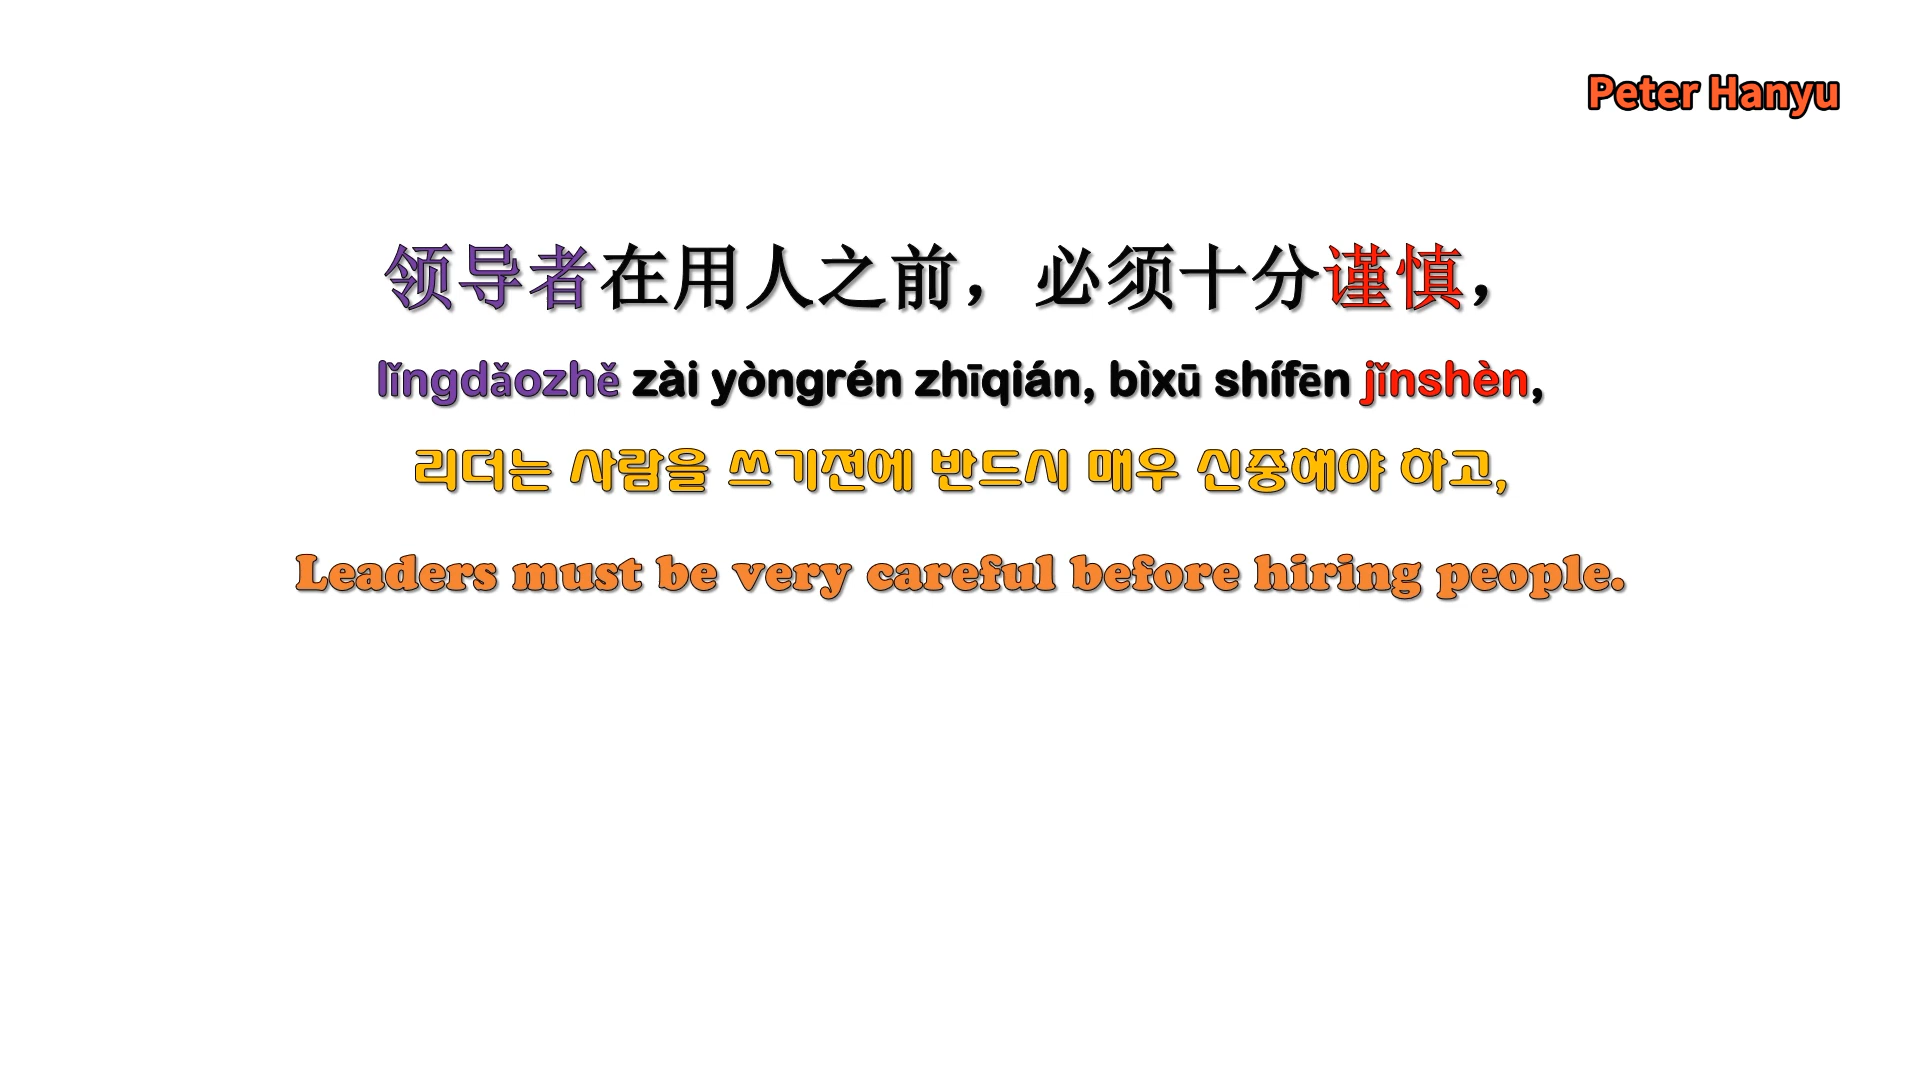 Peter Hanyu
领导者在用人之前，必须十分谨慎，
lǐngdǎozhě zài yòngrén zhīqián, bìxū shífēn jǐnshèn,
리더는 사람을 쓰기전에 반드시 매우 신중해야 하고,
Leaders must be very careful before hiring people.